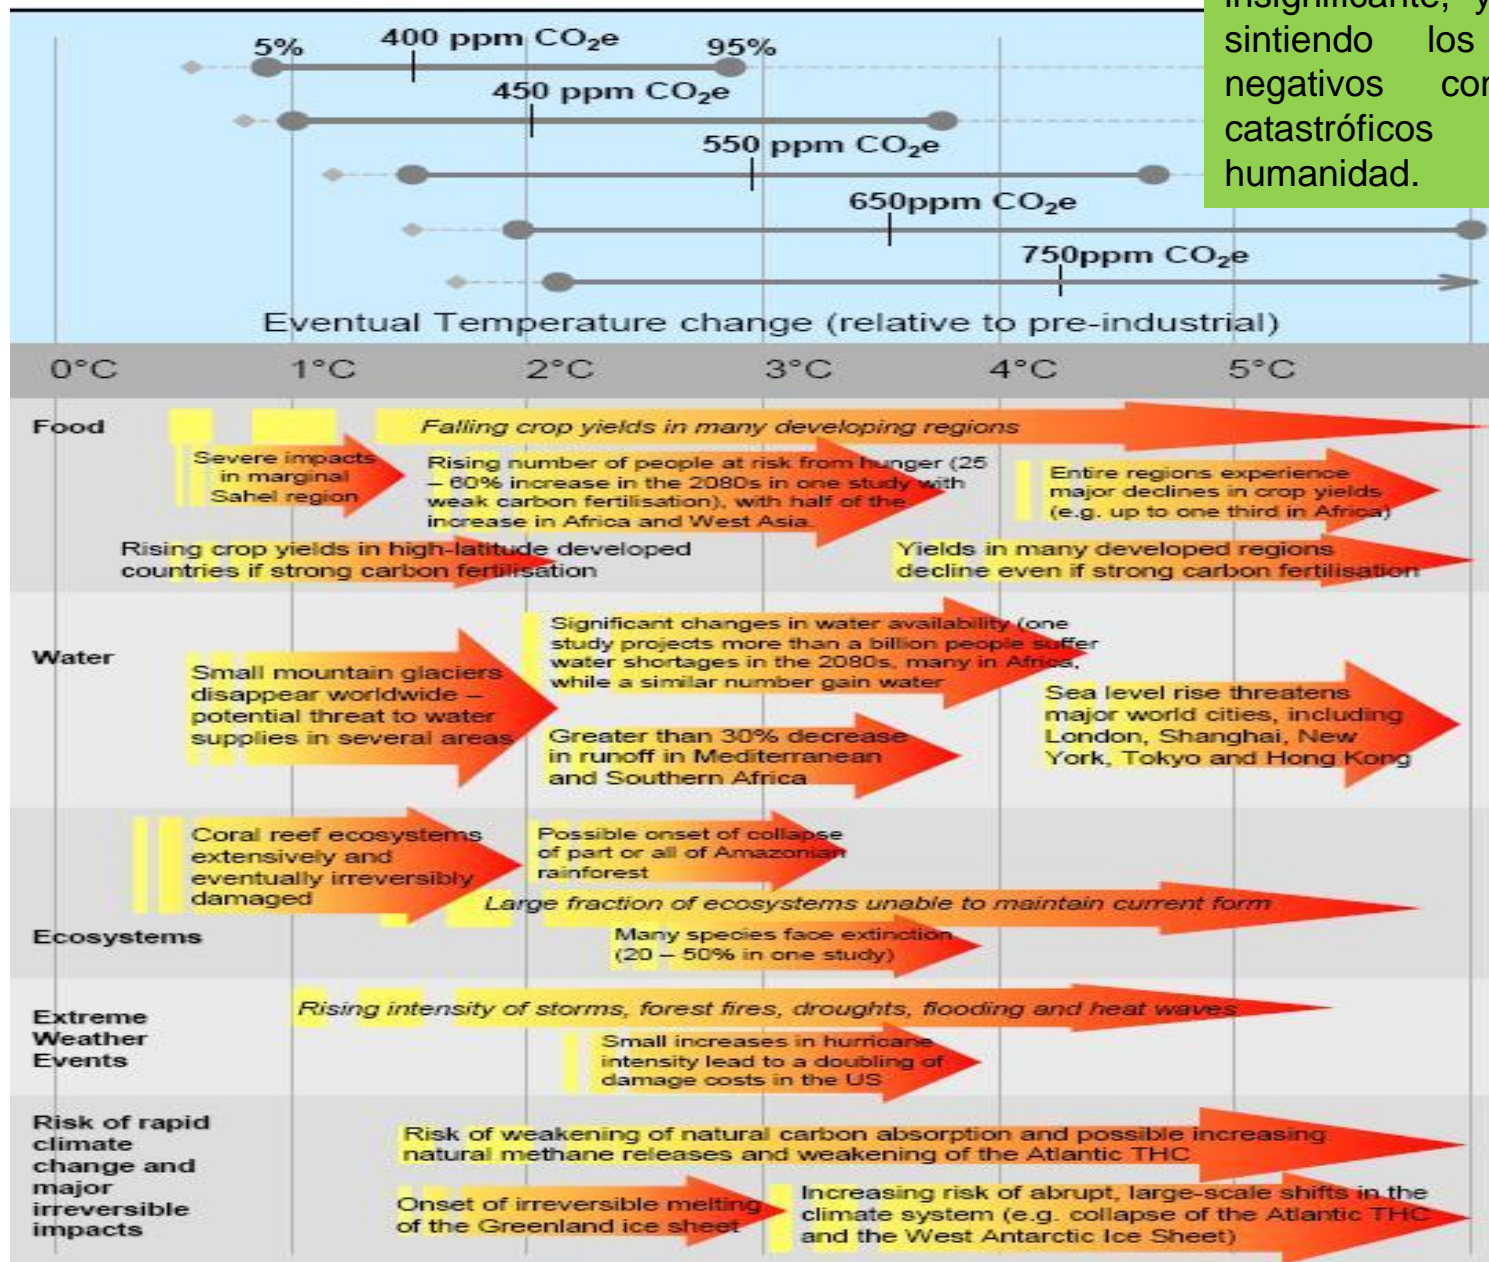 insignificante, y
sintiendo los
negativos
catastróficos
humanidad.
5% 400 ppm CO₂e 95%
450 ppm CO₂e
550 ppm CO₂e
650ppm CO₂e
750ppm CO₂e
Eventual Temperature change (relative to pre-industrial)
0°C 1°C 2°C 3°C 4°C 5°C
Food
Falling crop yields in many developing regions
Severe impacts
in marginal
Sahel region
Rising number of people at risk from hunger (25
– 60% increase in the 2080s in one study with
weak carbon fertilisation), with half of the
increase in Africa and West Asia.
Entire regions experience
major declines in crop yields
(e.g. up to one third in Africa)
Rising crop yields in high-latitude developed
countries if strong carbon fertilisation
Yields in many developed regions
decline even if strong carbon fertilisation
Water
Small mountain glaciers
disappear worldwide –
potential threat to water
supplies in several areas
Significant changes in water availability (one
study projects more than a billion people suffer
water shortages in the 2080s, many in Africa,
while a similar number gain water
Greater than 30% decrease
in runoff in Mediterranean
and Southern Africa
Sea level rise threatens
major world cities, including
London, Shanghai, New
York, Tokyo and Hong Kong
Ecosystems
Coral reef ecosystems
extensively and
eventually irreversibly
damaged
Possible onset of collapse
of part or all of Amazonian
rainforest
Large fraction of ecosystems unable to maintain current form
Many species face extinction
(20 – 50% in one study)
Extreme
Weather
Events
Rising intensity of storms, forest fires, droughts, flooding and heat waves
Small increases in hurricane
intensity lead to a doubling of
damage costs in the US
Risk of rapid
climate
change and
major
irreversible
impacts
Risk of weakening of natural carbon absorption and possible increasing
natural methane releases and weakening of the Atlantic THC
Onset of irreversible melting
of the Greenland ice sheet
Increasing risk of abrupt, large-scale shifts in the
climate system (e.g. collapse of the Atlantic THC
and the West Antarctic Ice Sheet)